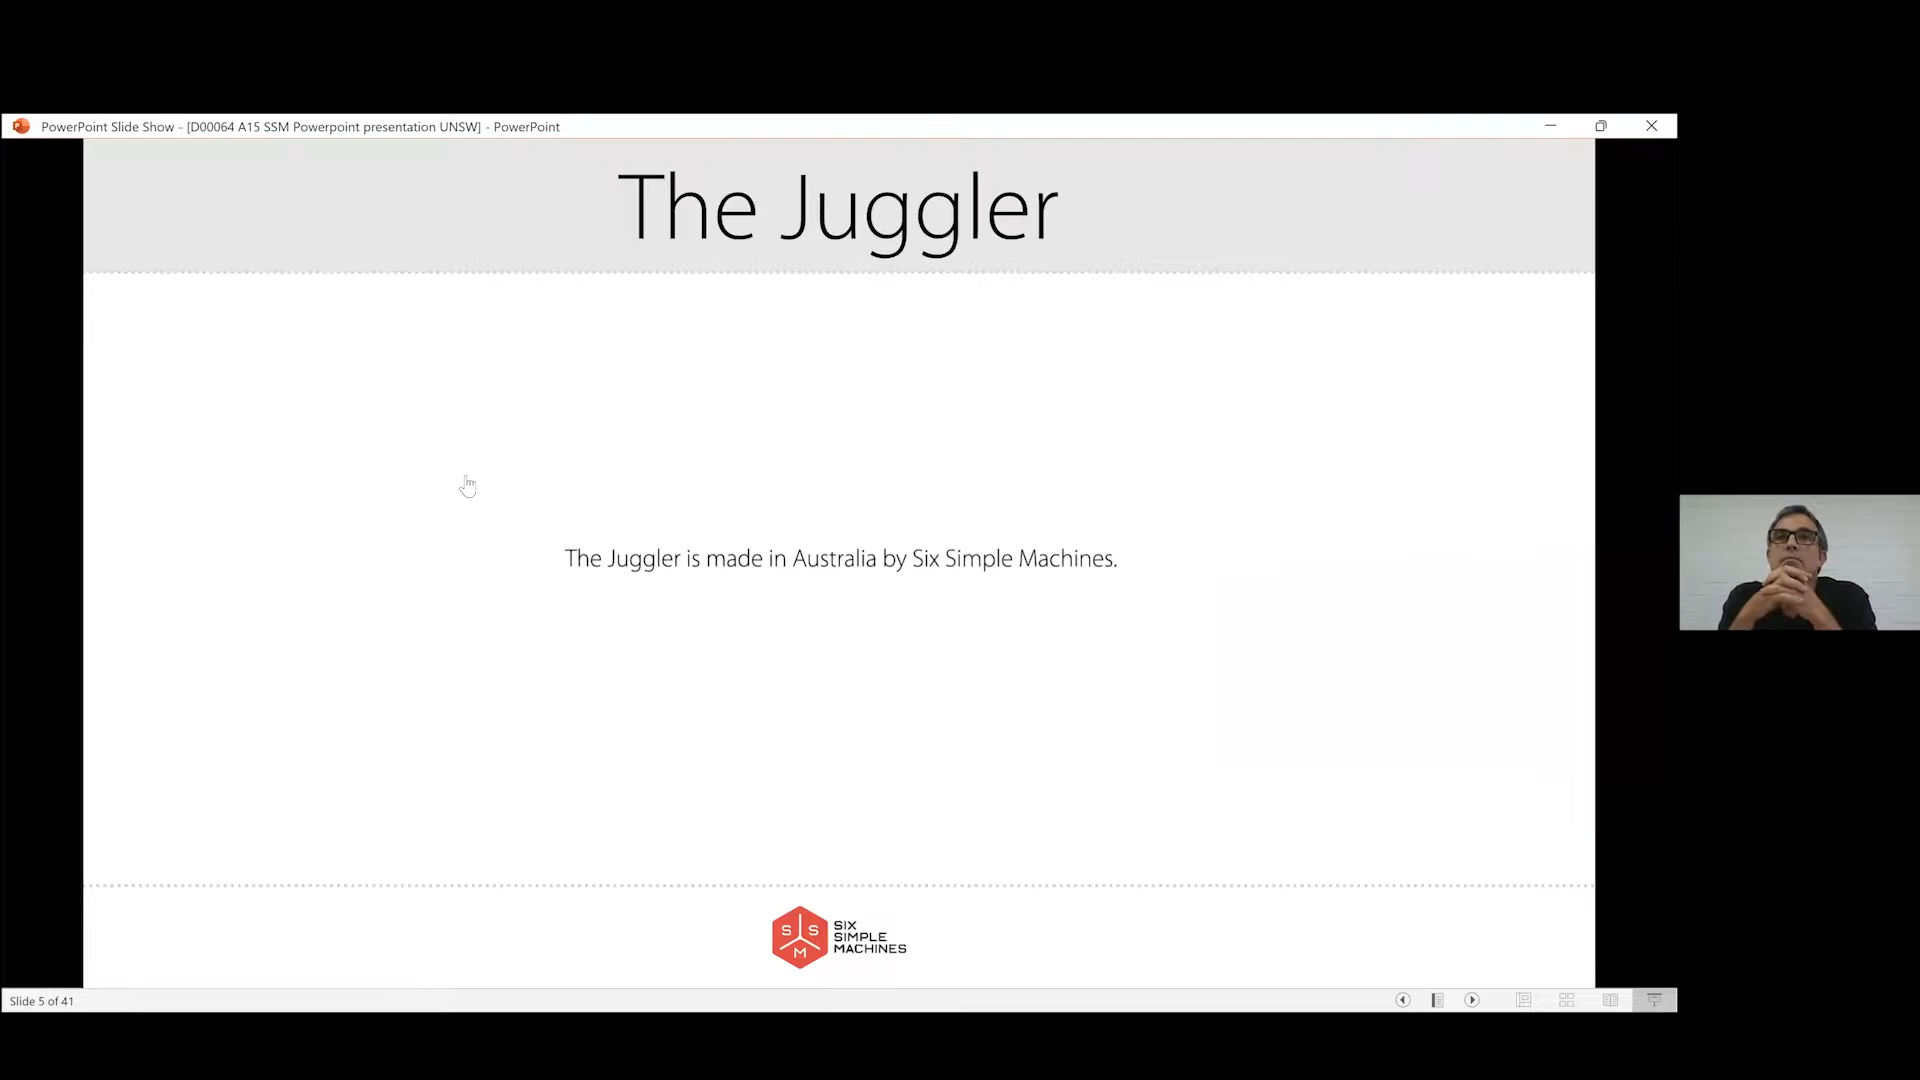 PowerPoint Slide Show - [D00064 A15 SSM Powerpoint presentation UNSW] - PowerPoint
The Juggler
The Juggler is made in Australia by Six Simple Machines.
S S M
SIX
SIMPLE
MACHINES
Slide 5 of 41